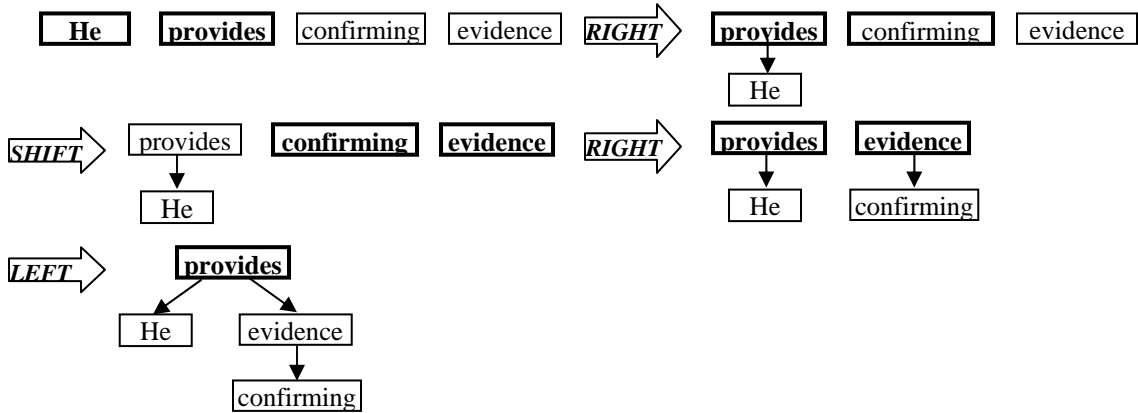 He provides confirming evidence RIGHT provides confirming evidence
He
SHIFT provides confirming evidence RIGHT provides evidence
He He confirming
LEFT provides
He evidence
confirming